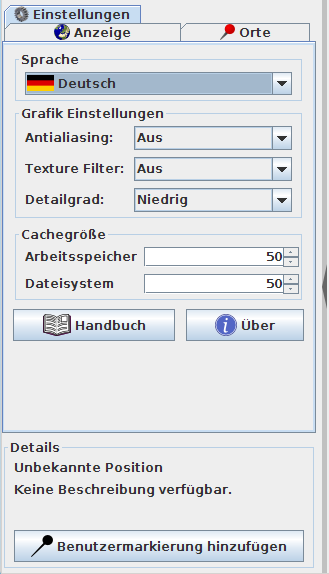 Einstellungen
Anzeige
Orte
Sprache
Deutsch
Grafik Einstellungen
Antialiasing: Aus
Texture Filter: Aus
Detailgrad: Niedrig
Cachegröße
Arbeitsspeicher 50
Dateisystem 50
Handbuch
Über
Details
Unbekannte Position
Keine Beschreibung verfügbar.
Benutzermarkierung hinzufügen